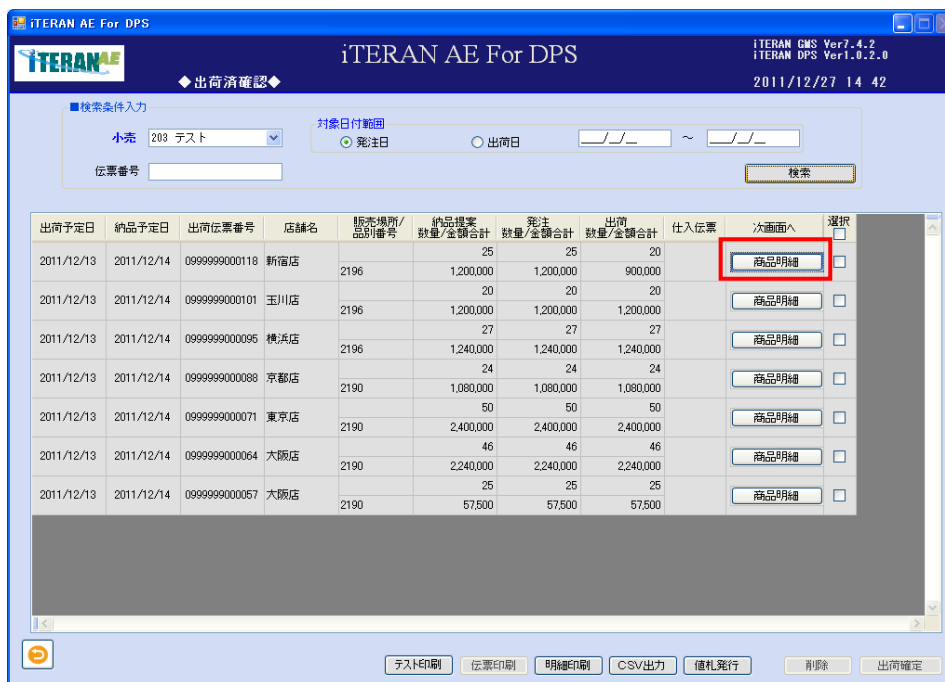 iTERAN AE For DPS
iTERAN AE
iTERAN AE For DPS
iTERAN GMS Ver7.4.2
iTERAN DPS Ver1.0.2.0
◆出荷済確認◆
2011/12/27 14 42
■検索条件入力
対象日付範囲
小売 203 テスト
発注日 出荷日 __/__/__ ～ __/__/__
伝票番号
検索
出荷予定日 納品予定日 出荷伝票番号 店舗名 販売場所/品別番号 納品提案数量/金額合計 発注数量/金額合計 出荷数量/金額合計 仕入伝票 次画面へ 選択
25 25 20
2011/12/13 2011/12/14 0999999000118 新宿店 商品明細
2196 1,200,000 1,200,000 900,000
20 20 20
2011/12/13 2011/12/14 0999999000101 玉川店 商品明細
2196 1,200,000 1,200,000 1,200,000
27 27 27
2011/12/13 2011/12/14 0999999000095 横浜店 商品明細
2196 1,240,000 1,240,000 1,240,000
24 24 24
2011/12/13 2011/12/14 0999999000088 京都店 商品明細
2190 1,080,000 1,080,000 1,080,000
50 50 50
2011/12/13 2011/12/14 0999999000071 東京店 商品明細
2190 2,400,000 2,400,000 2,400,000
46 46 46
2011/12/13 2011/12/14 0999999000064 大阪店 商品明細
2190 2,240,000 2,240,000 2,240,000
25 25 25
2011/12/13 2011/12/14 0999999000057 大阪店 商品明細
2190 57,500 57,500 57,500
テスト印刷 伝票印刷 明細印刷 CSV出力 値札発行 削除 出荷確定